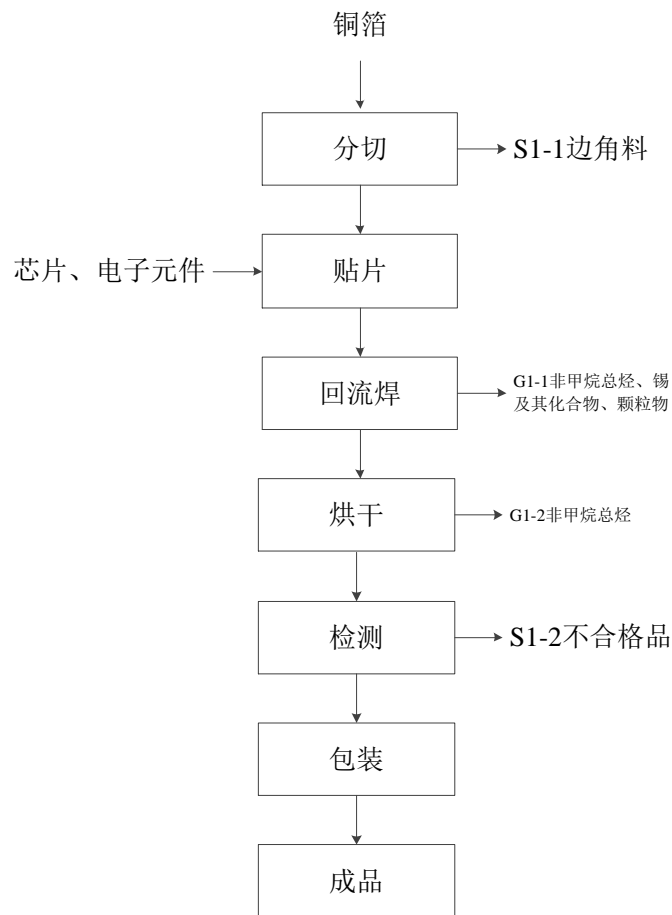 铜箔
分切
S1-1边角料
芯片、电子元件
贴片
回流焊
G1-1非甲烷总烃、锡
及其化合物、颗粒物
烘干
G1-2非甲烷总烃
检测
S1-2不合格品
包装
成品